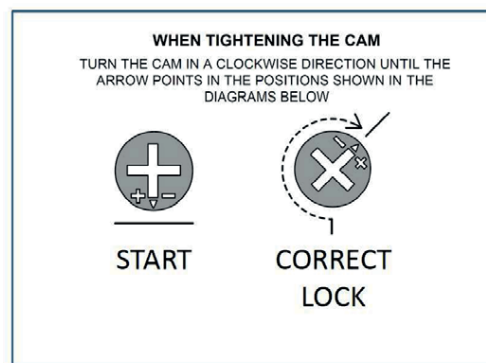 WHEN TIGHTENING THE CAM
TURN THE CAM IN A CLOCKWISE DIRECTION UNTIL THE
ARROW POINTS IN THE POSITIONS SHOWN IN THE
DIAGRAMS BELOW
START
CORRECT
LOCK